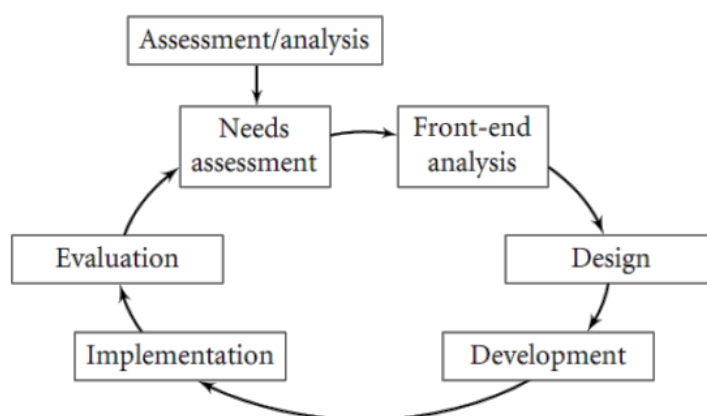 Assessment/analysis
Needs
assessment
Front-end
analysis
Evaluation
Design
Implementation
Development